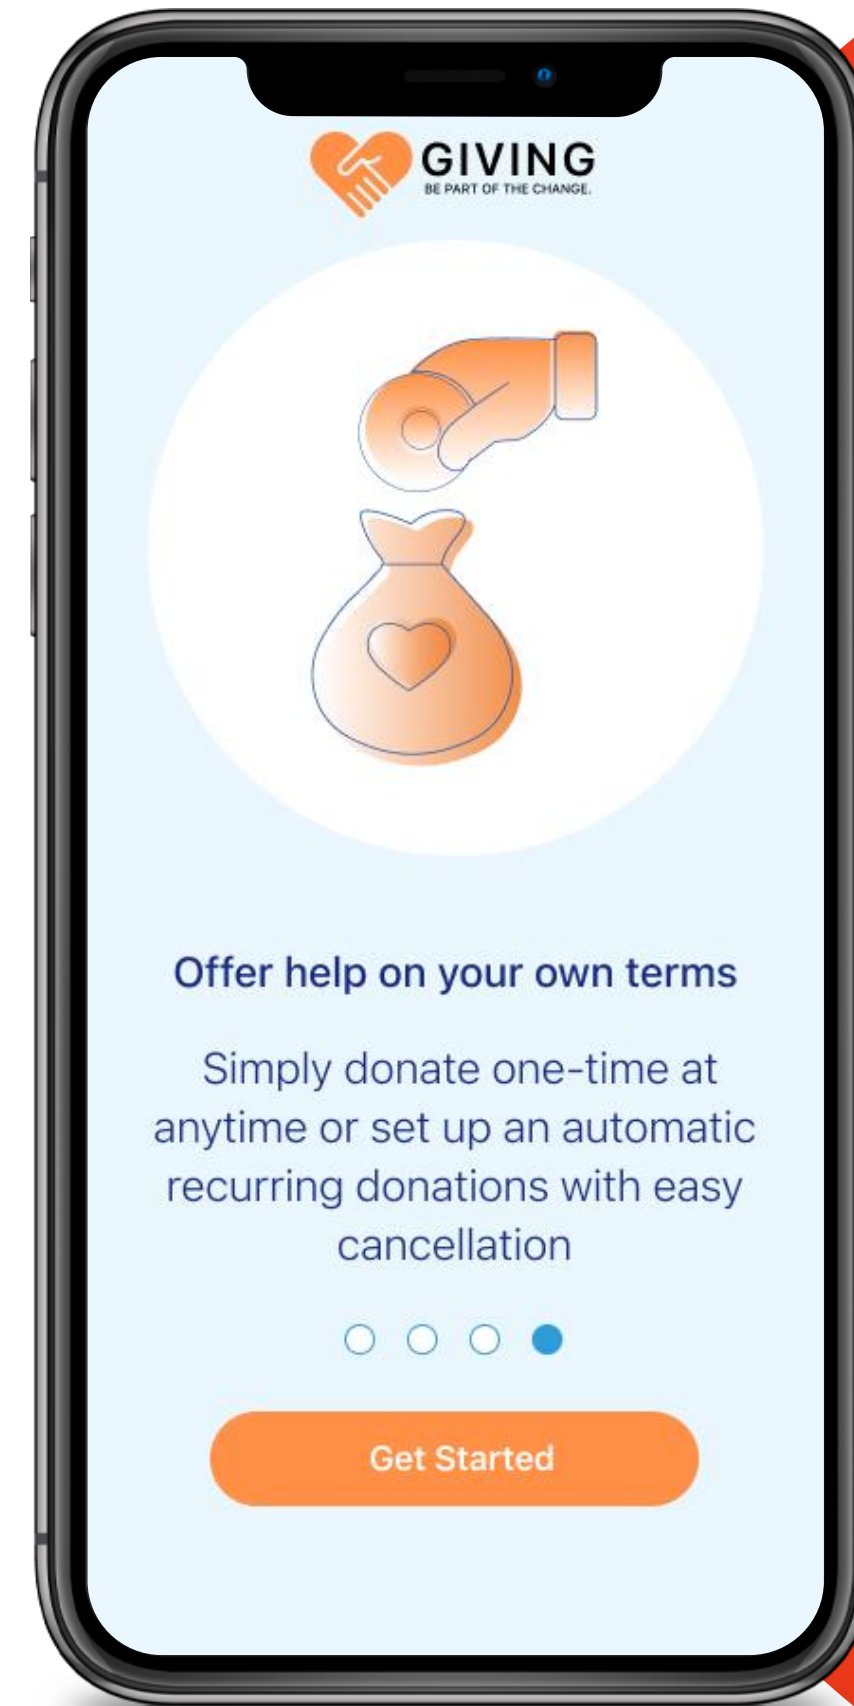 GIVING
BE PART OF THE CHANGE.
Offer help on your own terms
Simply donate one-time at
anytime or set up an automatic
recurring donations with easy
cancellation
Get Started